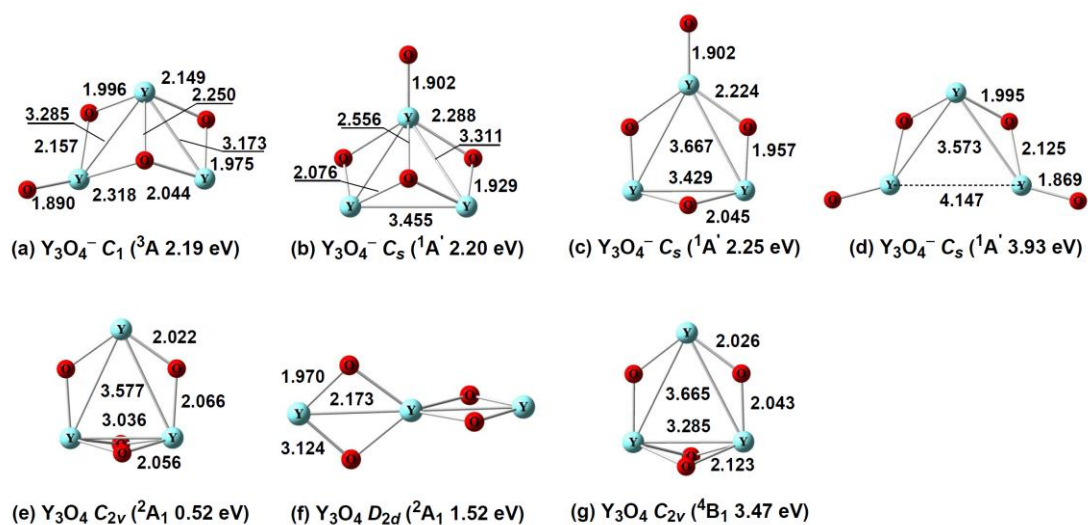 2.149
1.996
2.250
3.285
2.157
3.173
1.975
1.890
2.318
2.044
Y
Y
Y
O
O
O
O
(a) Y₃O₄⁻ C₁ (³A 2.19 eV)
O
1.902
2.556
2.288
3.311
2.076
1.929
3.455
Y
Y
Y
O
O
O
(b) Y₃O₄⁻ Cₛ (¹A' 2.20 eV)
O
1.902
2.224
3.667
1.957
3.429
2.045
Y
Y
Y
O
O
O
(c) Y₃O₄⁻ Cₛ (¹A' 2.25 eV)
1.995
3.573
2.125
1.869
4.147
Y
Y
Y
O
O
O
O
(d) Y₃O₄⁻ Cₛ (¹A' 3.93 eV)
2.022
3.577
3.036
2.066
2.056
Y
Y
Y
O
O
O
O
(e) Y₃O₄ C₂ᵥ (²A₁ 0.52 eV)
1.970
2.173
3.124
Y
Y
Y
O
O
O
O
(f) Y₃O₄ D₂d (²A₁ 1.52 eV)
2.026
3.665
3.285
2.043
2.123
Y
Y
Y
O
O
O
O
(g) Y₃O₄ C₂ᵥ (⁴B₁ 3.47 eV)